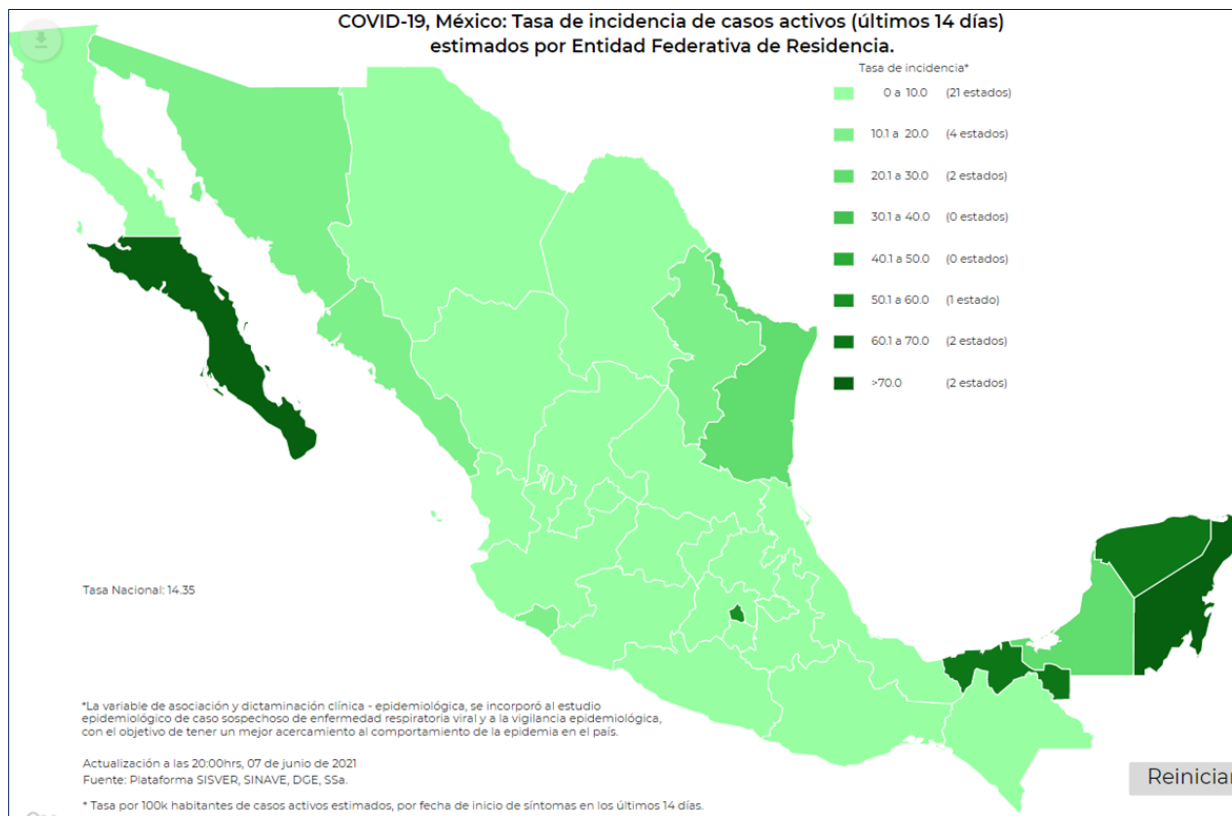 COVID-19, México: Tasa de incidencia de casos activos (últimos 14 días)
estimados por Entidad Federativa de Residencia.
Tasa de incidencia*
0 a 10.0 (21 estados)
10.1 a 20.0 (4 estados)
20.1 a 30.0 (2 estados)
30.1 a 40.0 (0 estados)
40.1 a 50.0 (0 estados)
50.1 a 60.0 (1 estado)
60.1 a 70.0 (2 estados)
>70.0 (2 estados)
Tasa Nacional: 14.35
*La variable de asociación y dictaminación clínica - epidemiológica, se incorporó al estudio
epidemiológico de caso sospechoso de enfermedad respiratoria viral y a la vigilancia epidemiológica,
con el objetivo de tener un mejor acercamiento al comportamiento de la epidemia en el país.
Actualización a las 20:00hrs, 07 de junio de 2021
Fuente: Plataforma SISVER, SINAVE, DGE, SSa.
Reiniciar
* Tasa por 100k habitantes de casos activos estimados, por fecha de inicio de síntomas en los últimos 14 días.